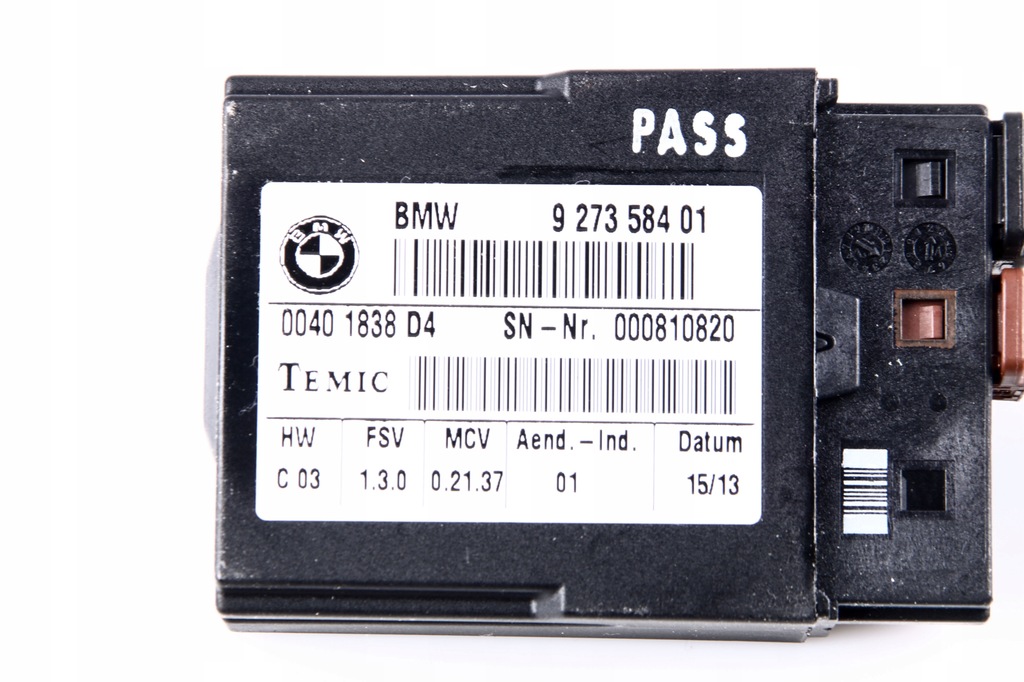 PASS
BMW 9 273 584 01
BMW
0040 1838 D4 SN-Nr. 000810820
TEMIC
HW FSV MCV Aend.-Ind. Datum
C 03 1.3.0 0.21.37 01 15/13